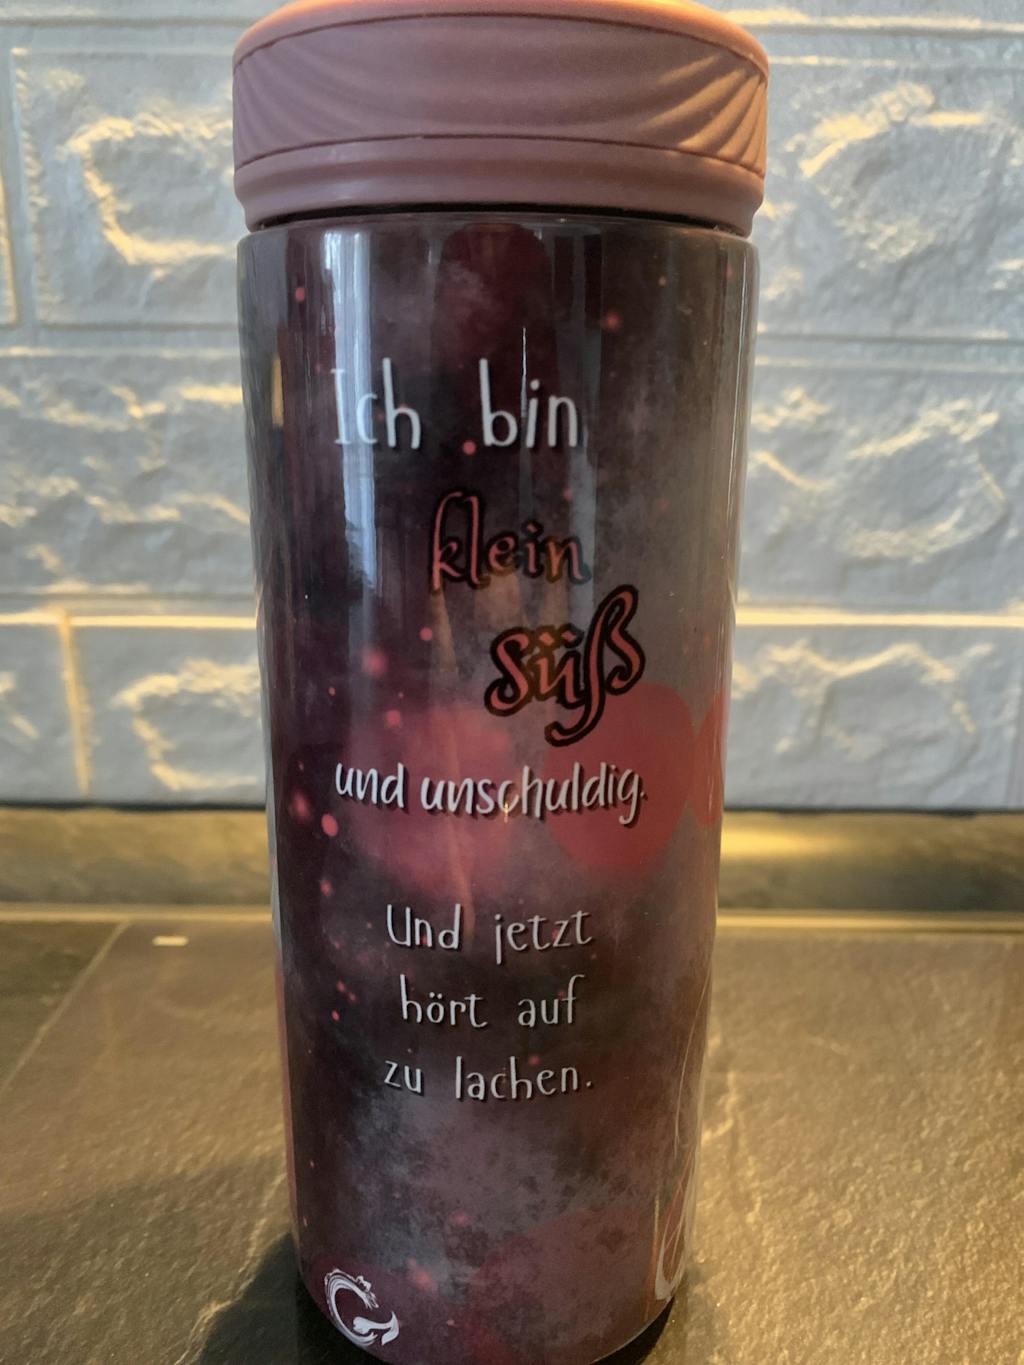 Ich bin
klein
süß
und unschuldig.
Und jetzt
hört auf
zu lachen.